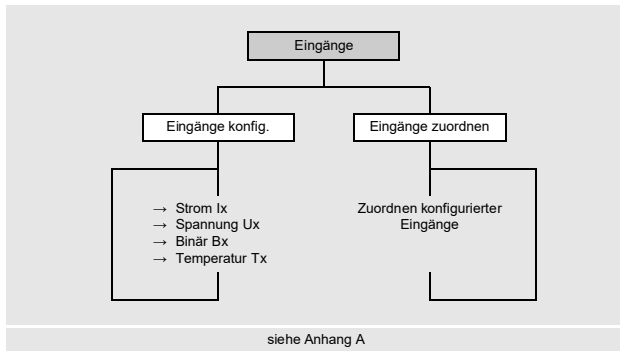 Eingänge
Eingänge konfig.
Eingänge zuordnen
→ Strom Ix
→ Spannung Ux
→ Binär Bx
→ Temperatur Tx
Zuordnen konfigurierter
Eingänge
siehe Anhang A